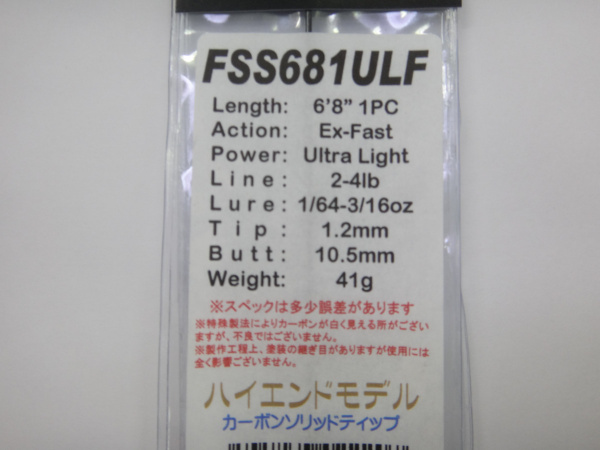 FSS681ULF
Length: 6'8" 1PC
Action: Ex-Fast
Power: Ultra Light
Line: 2-4lb
Lure: 1/64-3/16oz
Tip: 1.2mm
Butt: 10.5mm
Weight: 41g
※スペックは多少誤差があります
※特殊製法によりカーボンが白く見える所がござい
ますが、不良ではございません。
※製作工程上、塗装の継ぎ目がありますが使用には
全く影響ございません。
ハイエンドモデル
カーボンソリッドティップ